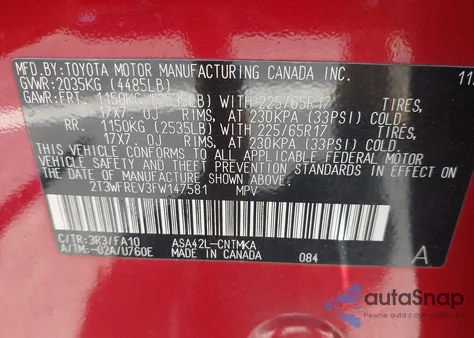 MFD.BY:TOYOTA MOTOR MANUFACTURING CANADA INC. 11
GVWR:2035KG (4485LB)
GAWR:FRT. 1150KG (2535LB) WITH 225/65R17 TIRES,
17X7.0J RIMS, AT 230KPA (33PSI) COLD.
RR. 1150KG (2535LB) WITH 225/65R17 TIRES,
17X7.0J RIMS, AT 230KPA (33PSI) COLD.
THIS VEHICLE CONFORMS TO ALL APPLICABLE FEDERAL MOTOR
VEHICLE SAFETY AND THEFT PREVENTION STANDARDS IN EFFECT ON
THE DATE OF MANUFACTURE SHOWN ABOVE.
2T3WFREV3FW147581 MPV
C/TR:3R3/FA10 ASA42L-CNTMKA
A/TM:-02A/U760E MADE IN CANADA 084 A
autoSnap
Pewne auta z